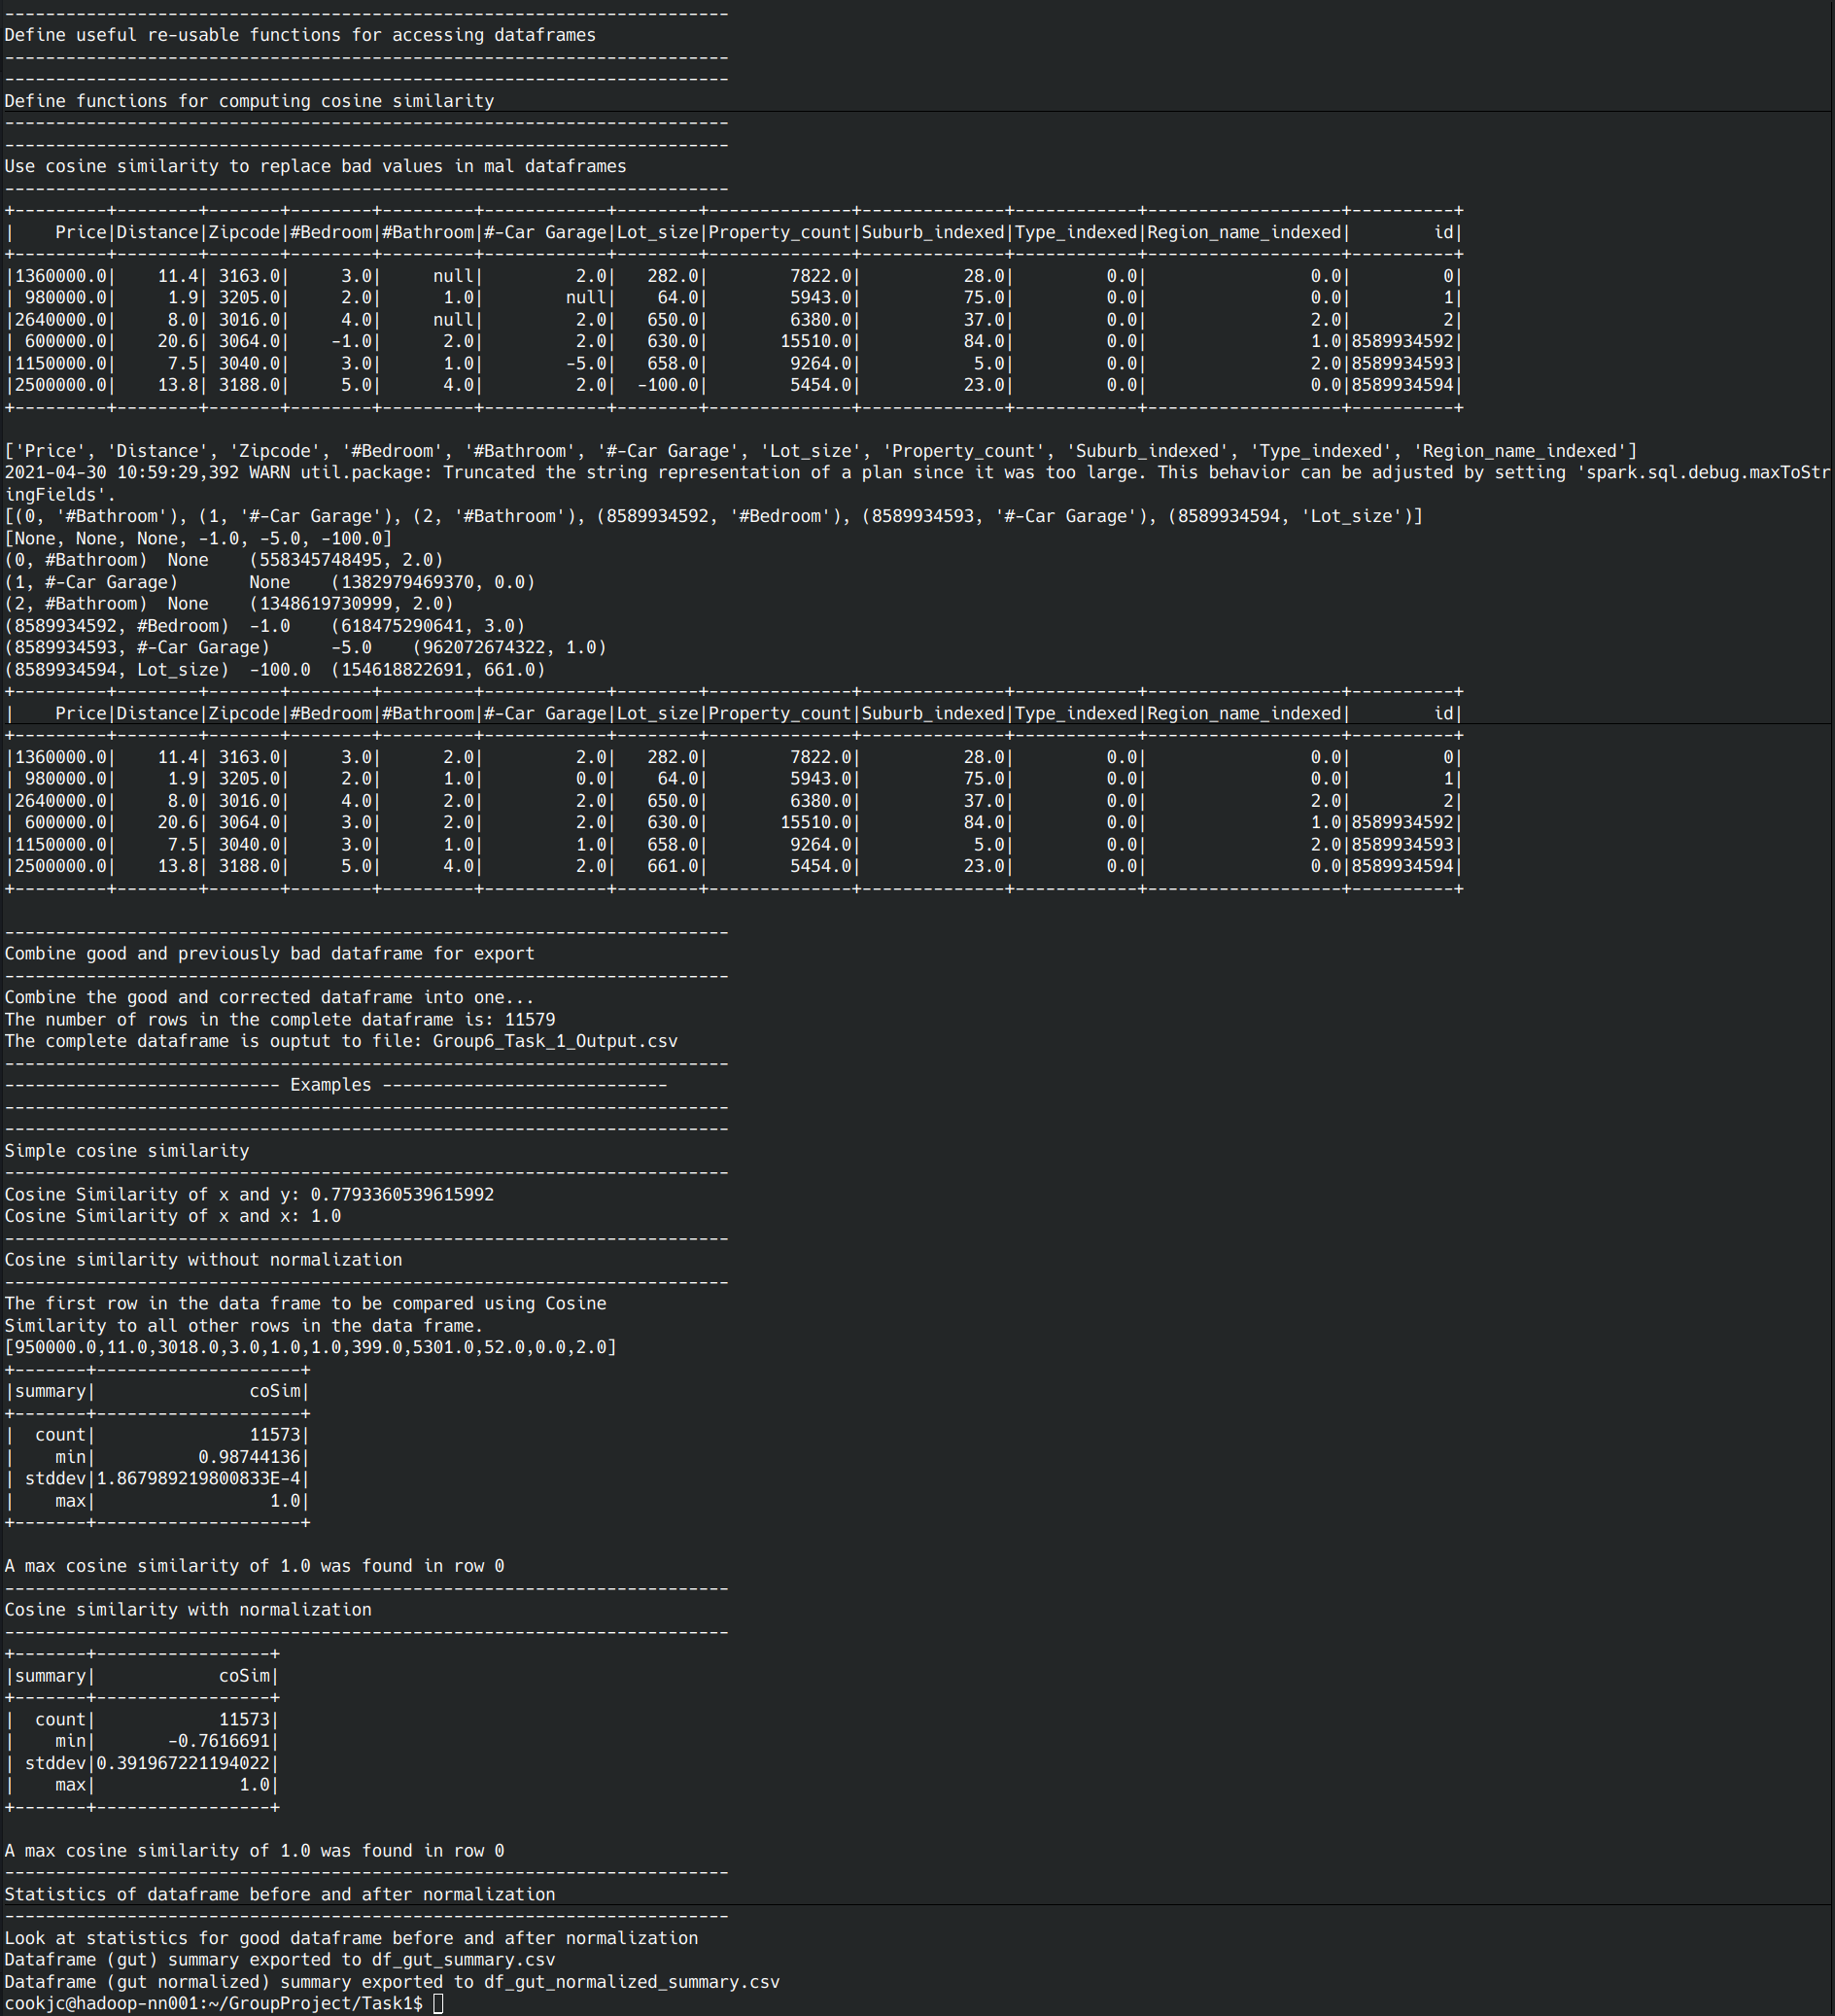 -----------------------------------------------------------------------
Define useful re-usable functions for accessing dataframes
-----------------------------------------------------------------------
-----------------------------------------------------------------------
Define functions for computing cosine similarity
-----------------------------------------------------------------------
-----------------------------------------------------------------------
Use cosine similarity to replace bad values in mal dataframes
-----------------------------------------------------------------------
+---------+--------+-------+--------+---------+------------+--------+--------------+--------------+------------+-------------------+----------+
|    Price|Distance|Zipcode|#Bedroom|#Bathroom|#-Car Garage|Lot_size|Property_count|Suburb_indexed|Type_indexed|Region_name_indexed|        id|
+---------+--------+-------+--------+---------+------------+--------+--------------+--------------+------------+-------------------+----------+
|1360000.0|    11.4| 3163.0|     3.0|     null|         2.0|   282.0|        7822.0|          28.0|         0.0|                0.0|         0|
| 980000.0|     1.9| 3205.0|     2.0|      1.0|        null|    64.0|        5943.0|          75.0|         0.0|                0.0|         1|
|2640000.0|     8.0| 3016.0|     4.0|     null|         2.0|   650.0|        6380.0|          37.0|         0.0|                2.0|         2|
| 600000.0|    20.6| 3064.0|    -1.0|      2.0|         2.0|   630.0|       15510.0|          84.0|         0.0|                1.0|8589934592|
|1150000.0|     7.5| 3040.0|     3.0|      1.0|        -5.0|   658.0|        9264.0|           5.0|         0.0|                2.0|8589934593|
|2500000.0|    13.8| 3188.0|     5.0|      4.0|         2.0|  -100.0|        5454.0|          23.0|         0.0|                0.0|8589934594|
+---------+--------+-------+--------+---------+------------+--------+--------------+--------------+------------+-------------------+----------+
['Price', 'Distance', 'Zipcode', '#Bedroom', '#Bathroom', '#-Car Garage', 'Lot_size', 'Property_count', 'Suburb_indexed', 'Type_indexed', 'Region_name_indexed']
2021-04-30 10:59:29,392 WARN util.package: Truncated the string representation of a plan since it was too large. This behavior can be adjusted by setting 'spark.sql.debug.maxToStr
ingFields'.
[(0, '#Bathroom'), (1, '#-Car Garage'), (2, '#Bathroom'), (8589934592, '#Bedroom'), (8589934593, '#-Car Garage'), (8589934594, 'Lot_size')]
[None, None, None, -1.0, -5.0, -100.0]
(0, #Bathroom)  None    (558345748495, 2.0)
(1, #-Car Garage)       None    (1382979469370, 0.0)
(2, #Bathroom)  None    (1348619730999, 2.0)
(8589934592, #Bedroom)  -1.0    (618475290641, 3.0)
(8589934593, #-Car Garage)      -5.0    (962072674322, 1.0)
(8589934594, Lot_size)  -100.0  (154618822691, 661.0)
+---------+--------+-------+--------+---------+------------+--------+--------------+--------------+------------+-------------------+----------+
|    Price|Distance|Zipcode|#Bedroom|#Bathroom|#-Car Garage|Lot_size|Property_count|Suburb_indexed|Type_indexed|Region_name_indexed|        id|
+---------+--------+-------+--------+---------+------------+--------+--------------+--------------+------------+-------------------+----------+
|1360000.0|    11.4| 3163.0|     3.0|      2.0|         2.0|   282.0|        7822.0|          28.0|         0.0|                0.0|         0|
| 980000.0|     1.9| 3205.0|     2.0|      1.0|         0.0|    64.0|        5943.0|          75.0|         0.0|                0.0|         1|
|2640000.0|     8.0| 3016.0|     4.0|      2.0|         2.0|   650.0|        6380.0|          37.0|         0.0|                2.0|         2|
| 600000.0|    20.6| 3064.0|     3.0|      2.0|         2.0|   630.0|       15510.0|          84.0|         0.0|                1.0|8589934592|
|1150000.0|     7.5| 3040.0|     3.0|      1.0|         1.0|   658.0|        9264.0|           5.0|         0.0|                2.0|8589934593|
|2500000.0|    13.8| 3188.0|     5.0|      4.0|         2.0|   661.0|        5454.0|          23.0|         0.0|                0.0|8589934594|
+---------+--------+-------+--------+---------+------------+--------+--------------+--------------+------------+-------------------+----------+
-----------------------------------------------------------------------
Combine good and previously bad dataframe for export
-----------------------------------------------------------------------
Combine the good and corrected dataframe into one...
The number of rows in the complete dataframe is: 11579
The complete dataframe is ouptut to file: Group6_Task_1_Output.csv
-----------------------------------------------------------------------
--------------------------- Examples ----------------------------
-----------------------------------------------------------------------
-----------------------------------------------------------------------
Simple cosine similarity
-----------------------------------------------------------------------
Cosine Similarity of x and y: 0.7793360539615992
Cosine Similarity of x and x: 1.0
-----------------------------------------------------------------------
Cosine similarity without normalization
-----------------------------------------------------------------------
The first row in the data frame to be compared using Cosine
Similarity to all other rows in the data frame.
[950000.0,11.0,3018.0,3.0,1.0,1.0,399.0,5301.0,52.0,0.0,2.0]
+-------+--------------------+
|summary|               coSim|
+-------+--------------------+
|  count|               11573|
|    min|          0.98744136|
| stddev|1.867989219800833E-4|
|    max|                 1.0|
+-------+--------------------+
A max cosine similarity of 1.0 was found in row 0
-----------------------------------------------------------------------
Cosine similarity with normalization
-----------------------------------------------------------------------
+-------+-----------------+
|summary|            coSim|
+-------+-----------------+
|  count|            11573|
|    min|       -0.7616691|
| stddev|0.391967221194022|
|    max|              1.0|
+-------+-----------------+
A max cosine similarity of 1.0 was found in row 0
-----------------------------------------------------------------------
Statistics of dataframe before and after normalization
-----------------------------------------------------------------------
Look at statistics for good dataframe before and after normalization
Dataframe (gut) summary exported to df_gut_summary.csv
Dataframe (gut normalized) summary exported to df_gut_normalized_summary.csv
cookjc@hadoop-nn001:~/GroupProject/Task1$